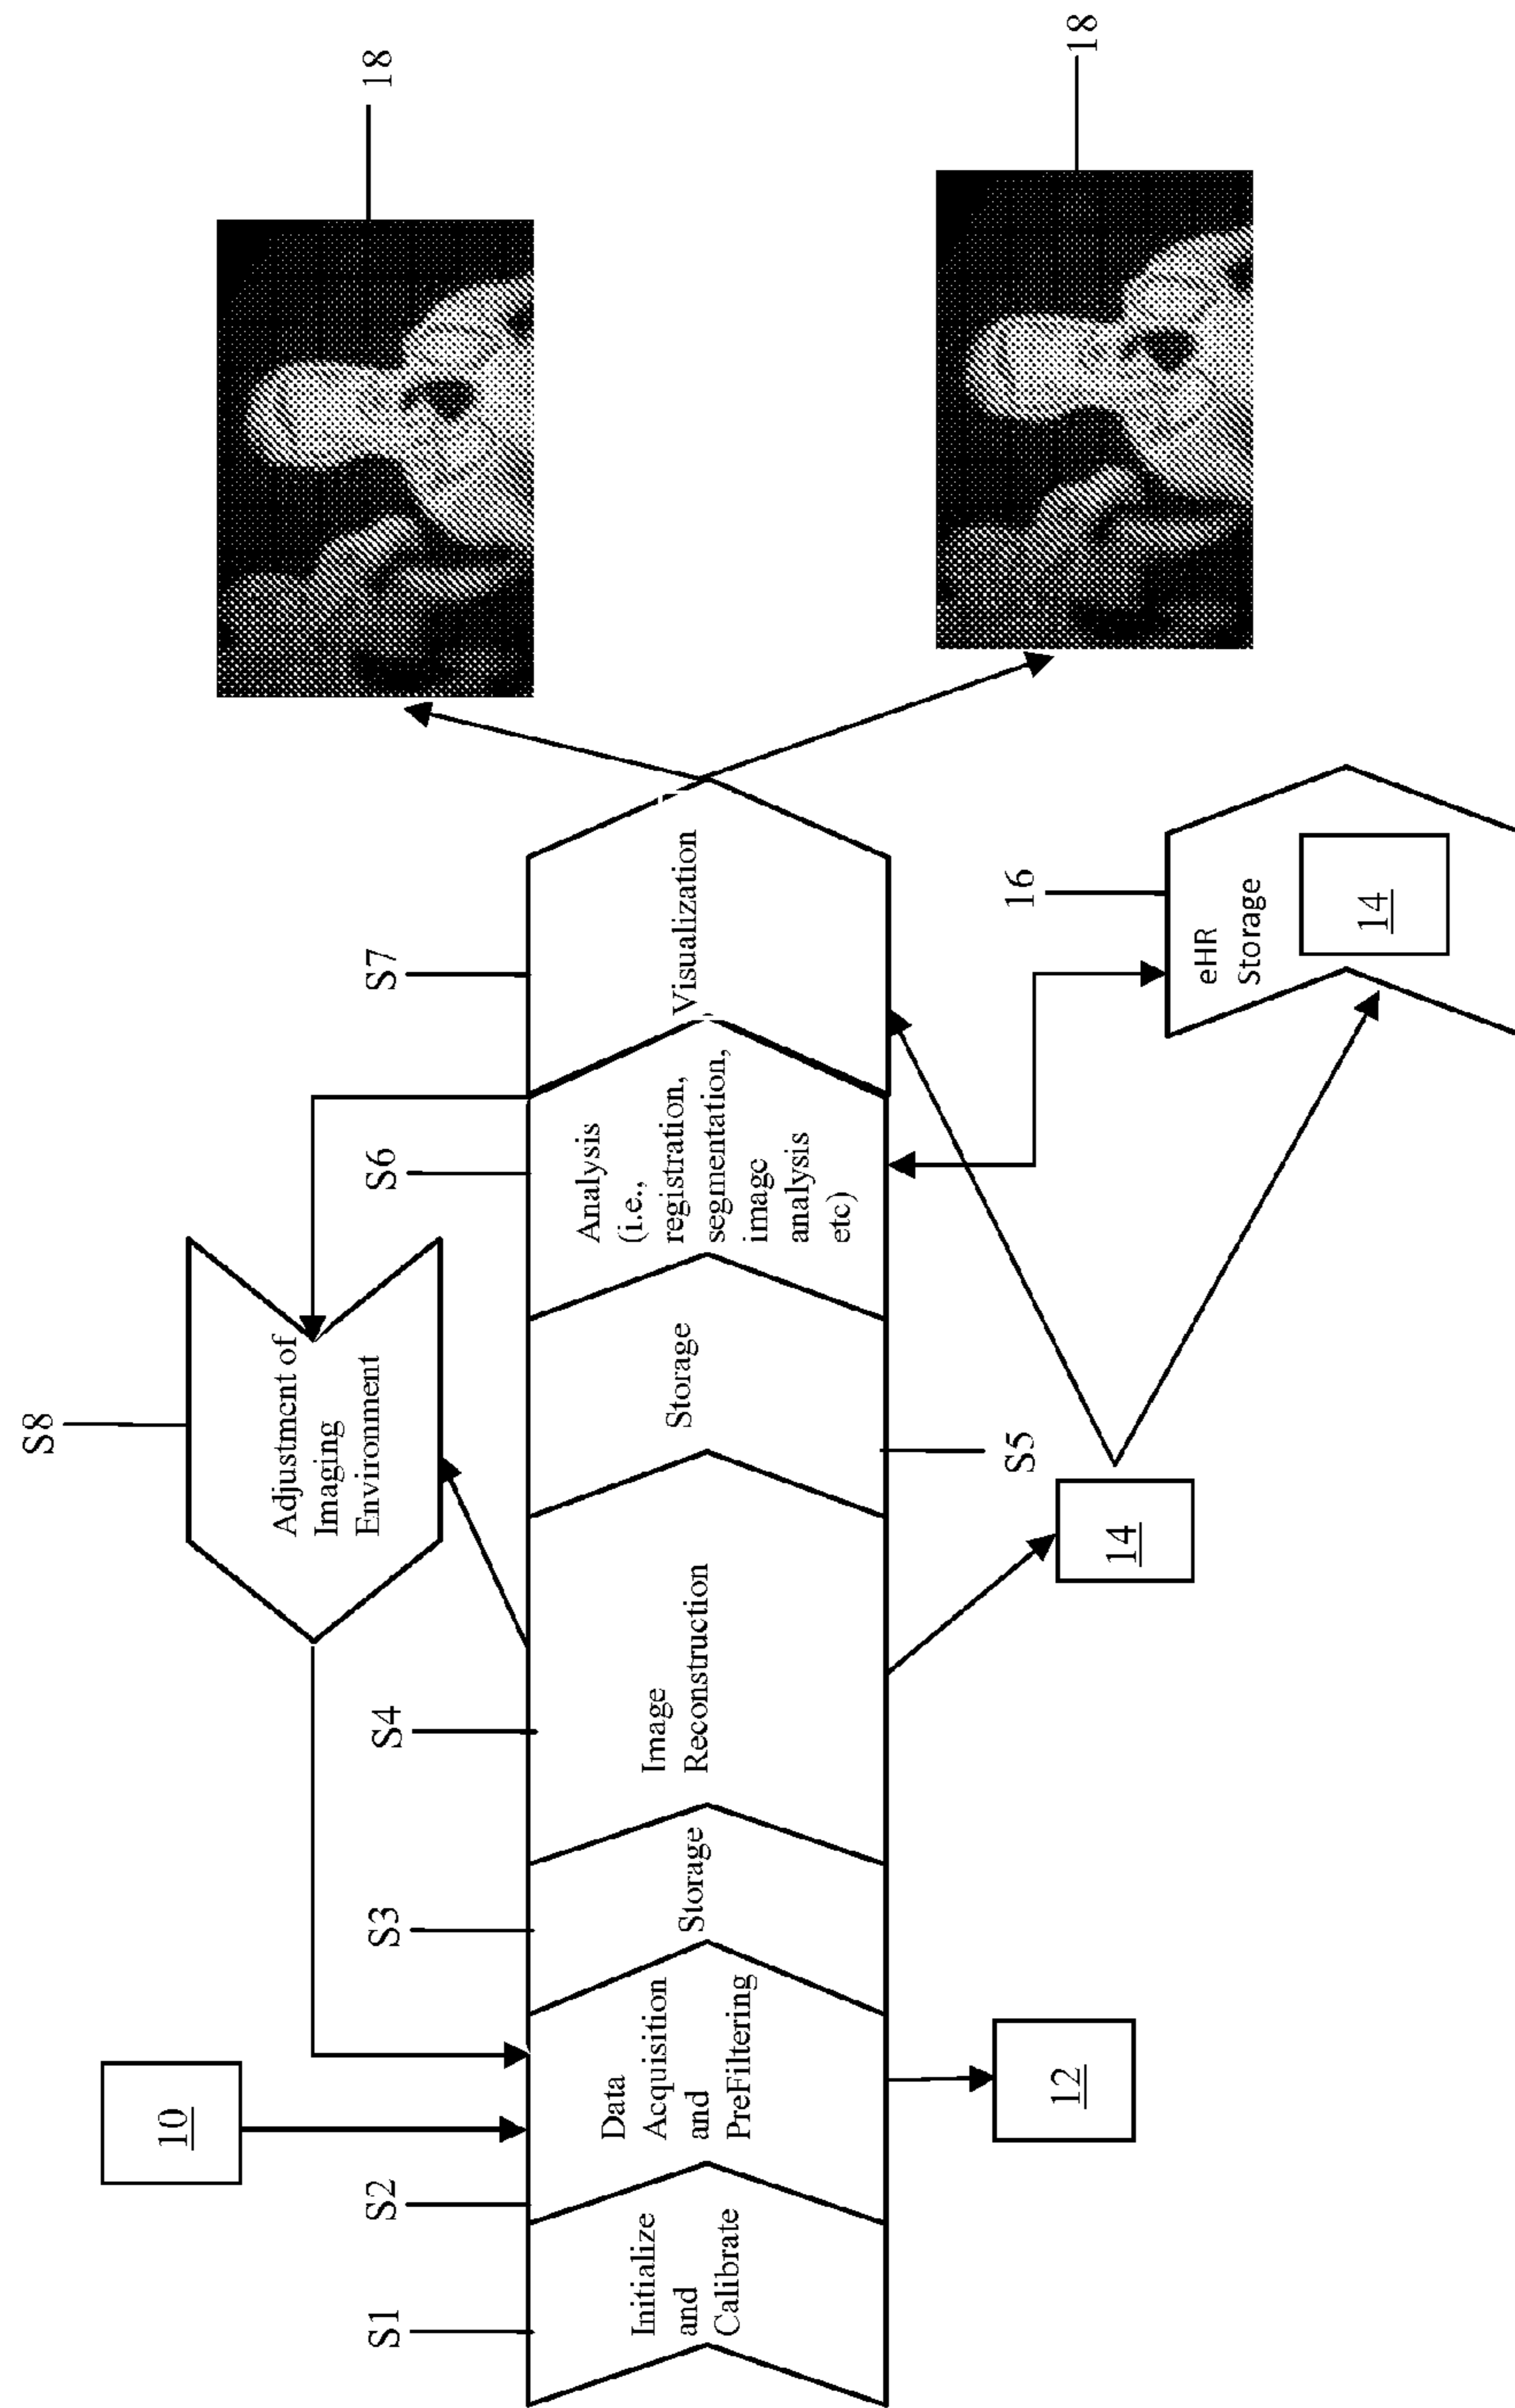 S1
Initialize
and
Calibrate
S2
10
Data
Acquisition
and
PreFiltering
12
S3
Storage
S4
Image
Reconstruction
14
S8
Adjustment of
Imaging
Environment
S5
Storage
S6
Analysis
(i.e.,
registration,
segmentation,
image
analysis
etc)
S7
Visualization
16
eHR
Storage
14
18
18